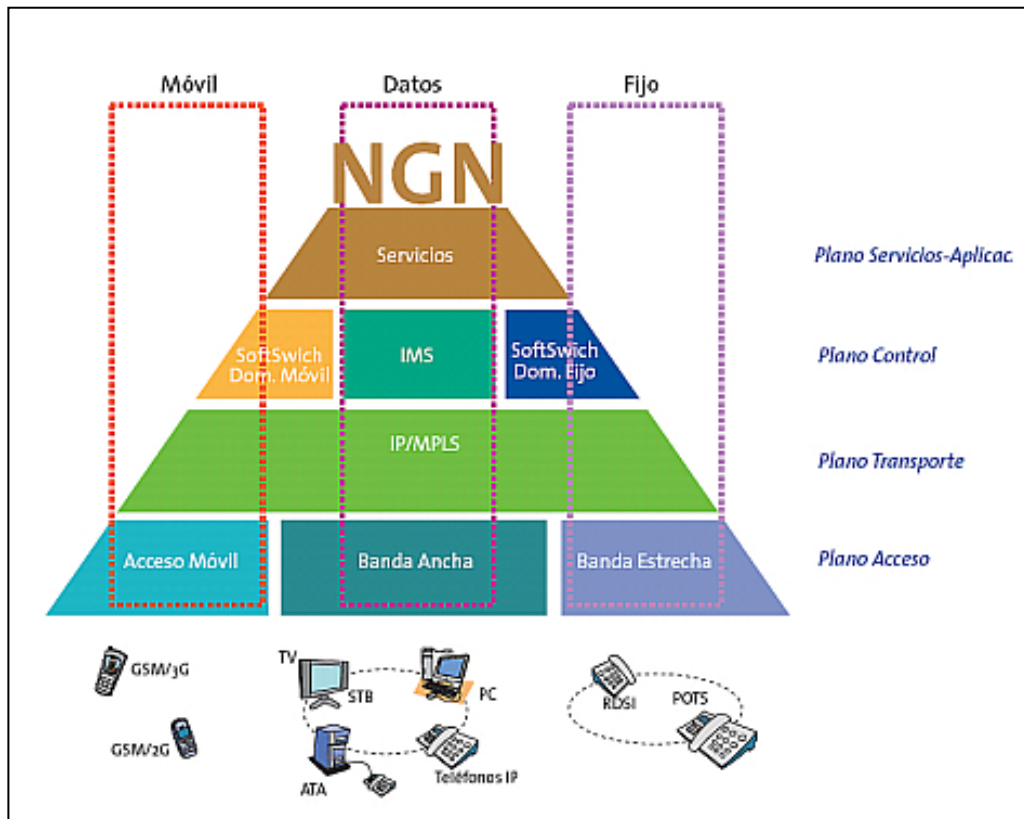 Móvil
Datos
Fijo
NGN
Servicios
Plano Servicios-Aplicac.
SoftSwich
Dom. Móvil
IMS
SoftSwich
Dom. Fijo
Plano Control
IP/MPLS
Plano Transporte
Acceso Móvil
Banda Ancha
Banda Estrecha
Plano Acceso
GSM/3G
GSM/2G
TV
STB
PC
ATA
Teléfonos IP
RDSI
POTS